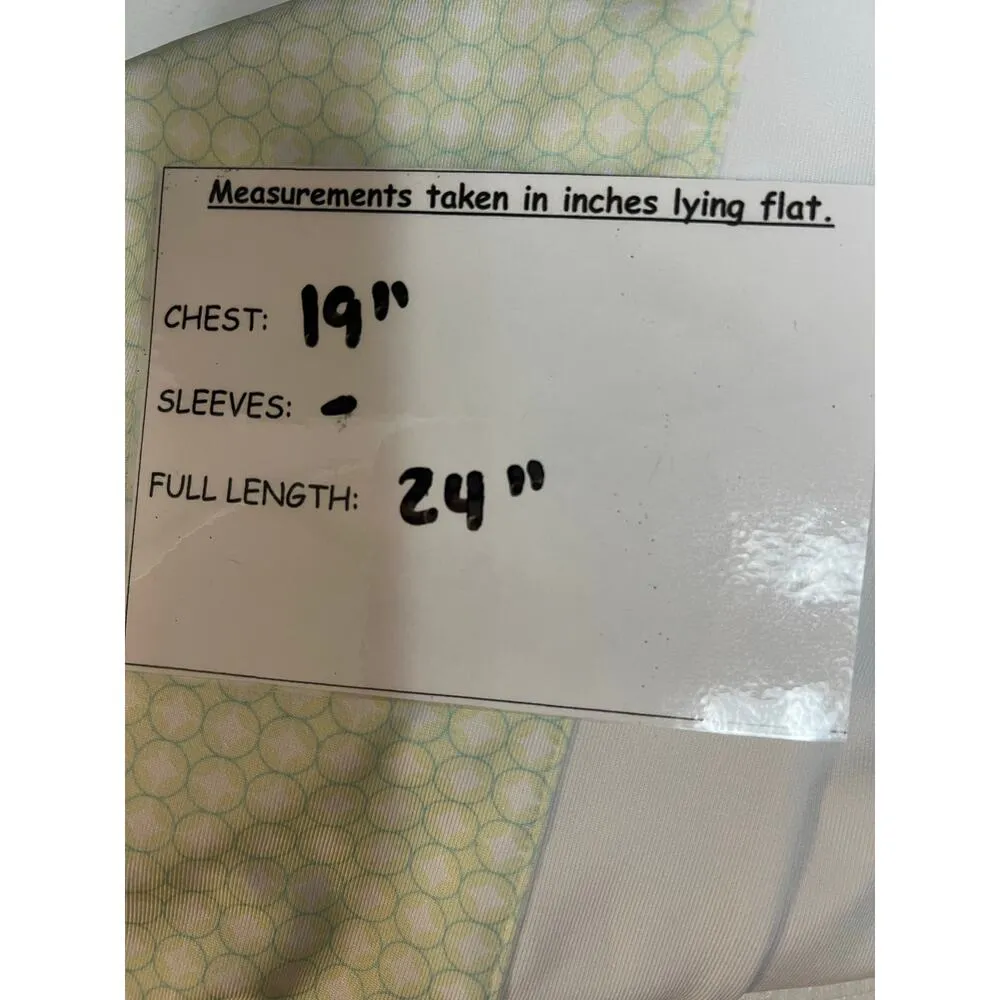 Measurements taken in inches lying flat.
CHEST: 19"
SLEEVES: -
FULL LENGTH: 24"